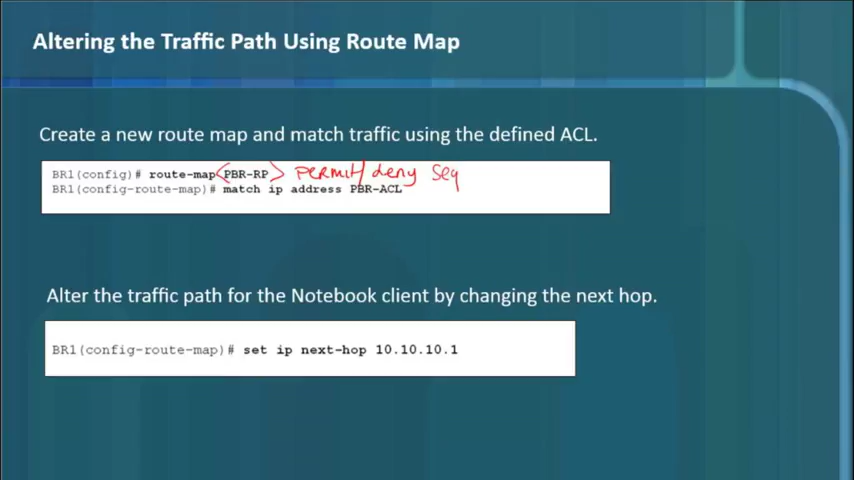 Altering the Traffic Path Using Route Map
Create a new route map and match traffic using the defined ACL.
BR1(config)# route-map <PBR-RP> permit/deny seq
BR1(config-route-map)# match ip address PBR-ACL
Alter the traffic path for the Notebook client by changing the next hop.
BR1(config-route-map)# set ip next-hop 10.10.10.1